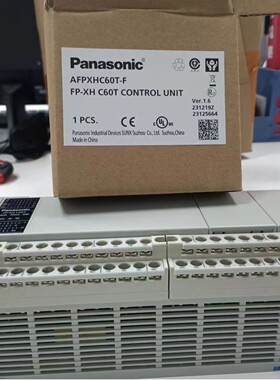 Panasonic
AFPXHC60T-F
FP-XH C60T CONTROL UNIT
Ver.1.6
231219Z
23125664
1 PCS.
Panasonic Industrial Devices SUNX Suzhou Co., Ltd. Suzhou,China
Made in China